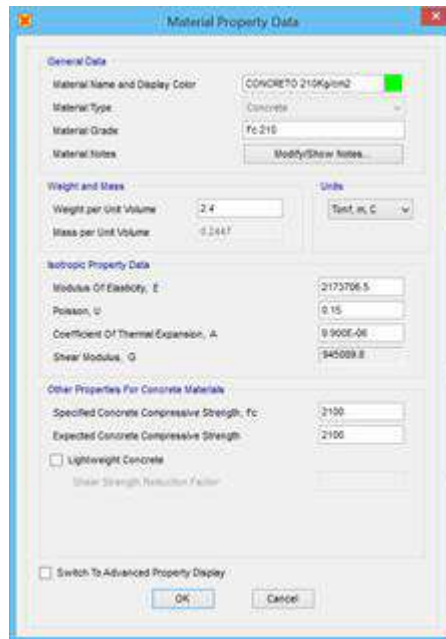 Material Property Data
General Data
Material Name and Display Color CONCRETO 210Kg/cm2
Material Type Concrete
Material Grade f'c 210
Material Notes Modify/Show Notes...
Weight and Mass Units
Weight per Unit Volume 2.4 Tonf, m, C
Mass per Unit Volume 0.2447
Isotropic Property Data
Modulus Of Elasticity, E 2173706.5
Poisson, U 0.15
Coefficient Of Thermal Expansion, A 9.900E-06
Shear Modulus, G 945089.8
Other Properties For Concrete Materials
Specified Concrete Compressive Strength, f'c 2100
Expected Concrete Compressive Strength 2100
Lightweight Concrete
Shear Strength Reduction Factor
Switch To Advanced Property Display
OK Cancel